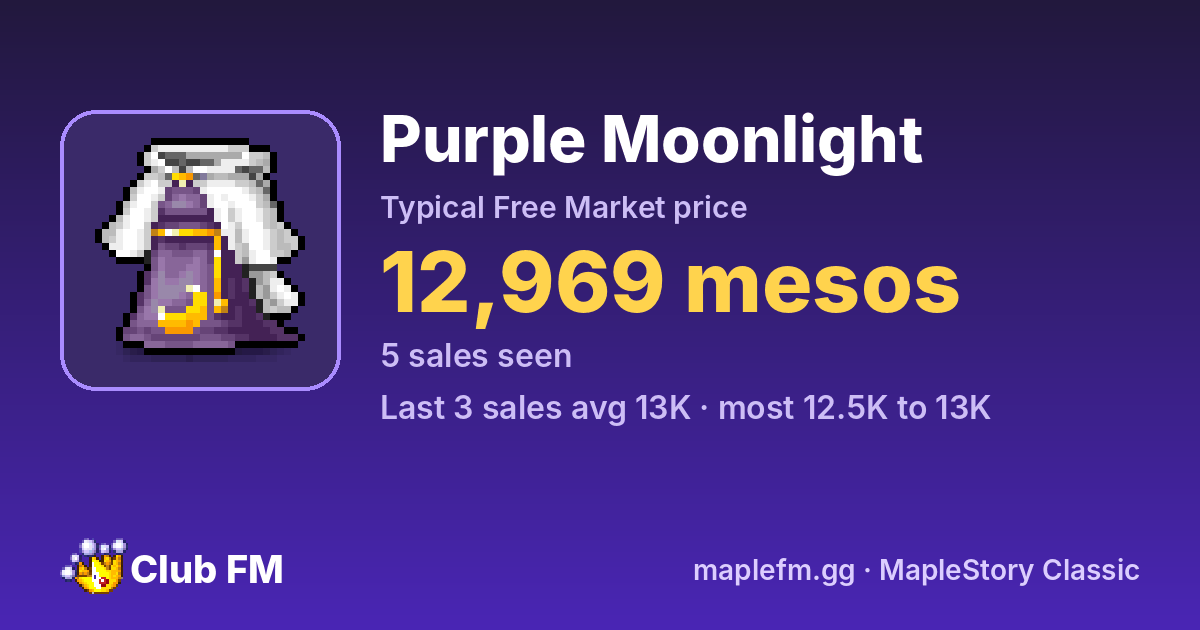 Purple Moonlight
Typical Free Market price
12,969 mesos
5 sales seen
Last 3 sales avg 13K · most 12.5K to 13K
Club FM
maplefm.gg · MapleStory Classic